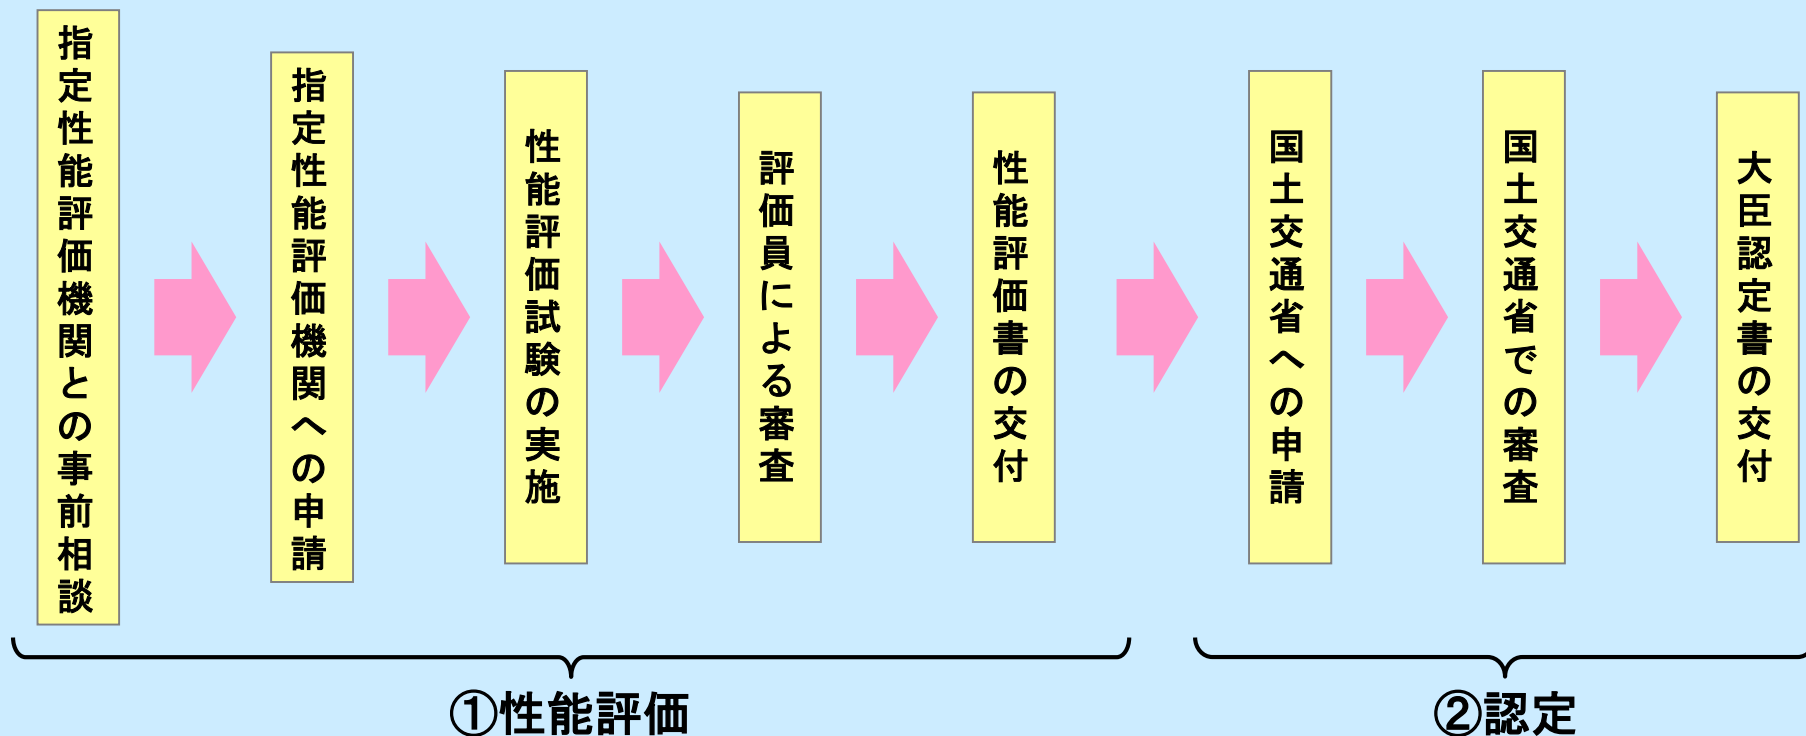 指定性能評価機関との事前相談
指定性能評価機関への申請
性能評価試験の実施
評価員による審査
性能評価書の交付
国土交通省への申請
国土交通省での審査
大臣認定書の交付
①性能評価
②認定